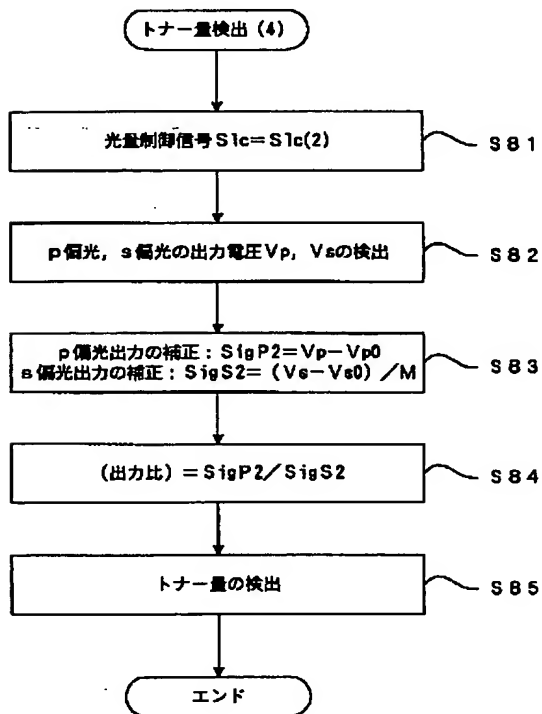 トナー量検出（4）
光量制御信号Slc＝Slc(2)
S81
p偏光，s偏光の出力電圧Vp，Vsの検出
S82
p偏光出力の補正：SigP2＝Vp－Vp0
s偏光出力の補正：SigS2＝（Vs－Vs0）／M
S83
（出力比）＝SigP2／SigS2
S84
トナー量の検出
S85
エンド